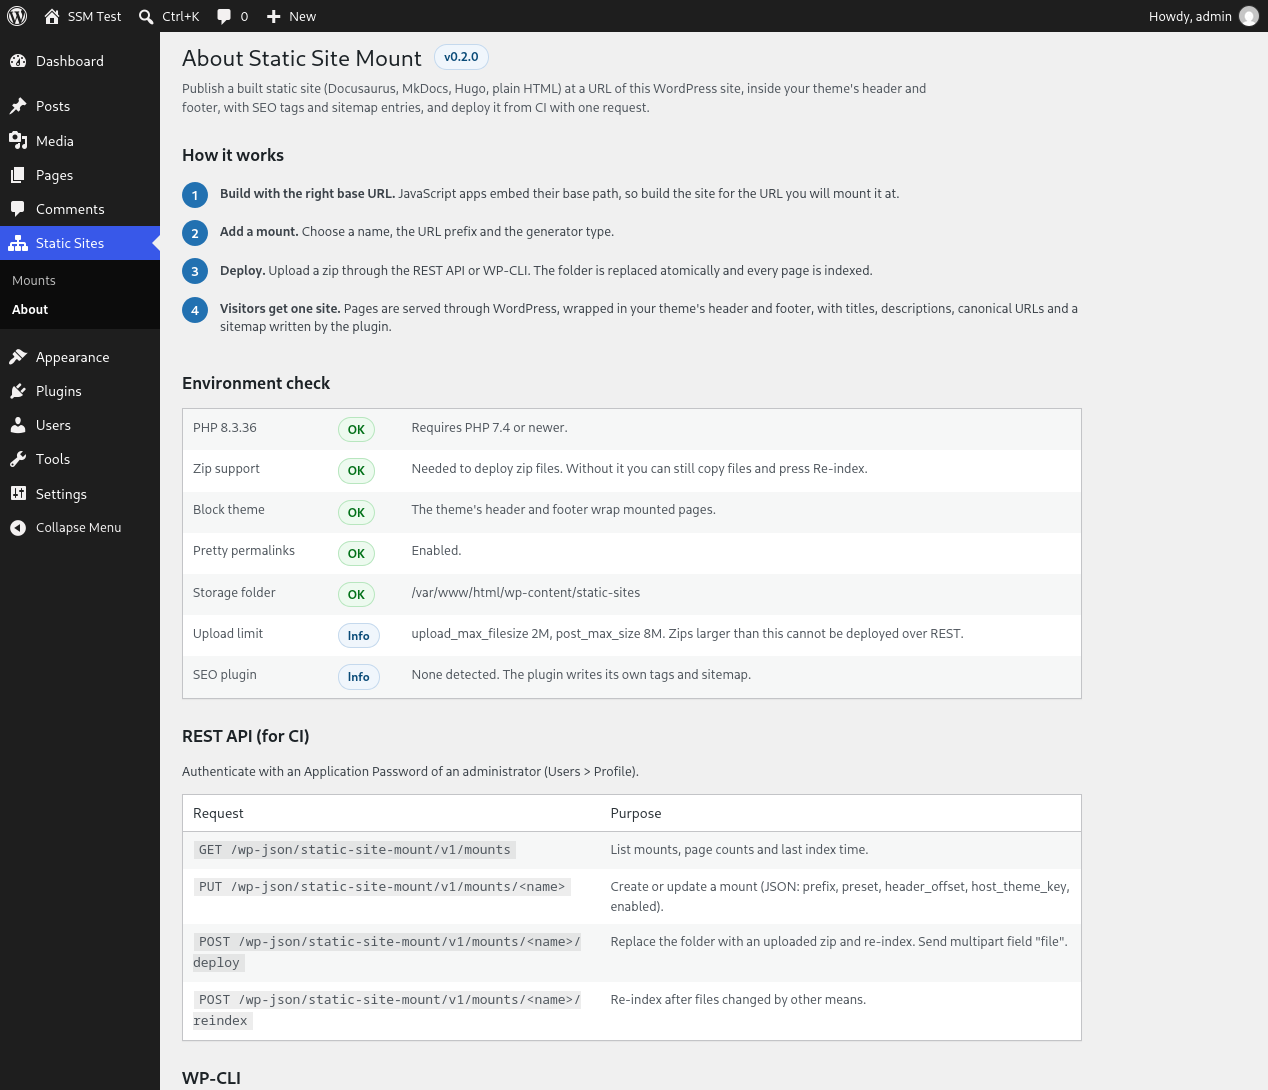 SSM Test
Ctrl+K
0
New
Howdy, admin
Dashboard
Posts
Media
Pages
Comments
Static Sites
Mounts
About
Appearance
Plugins
Users
Tools
Settings
Collapse Menu
About Static Site Mount v0.2.0
Publish a built static site (Docusaurus, MkDocs, Hugo, plain HTML) at a URL of this WordPress site, inside your theme's header and
footer, with SEO tags and sitemap entries, and deploy it from CI with one request.
How it works
1 Build with the right base URL. JavaScript apps embed their base path, so build the site for the URL you will mount it at.
2 Add a mount. Choose a name, the URL prefix and the generator type.
3 Deploy. Upload a zip through the REST API or WP-CLI. The folder is replaced atomically and every page is indexed.
4 Visitors get one site. Pages are served through WordPress, wrapped in your theme's header and footer, with titles, descriptions, canonical URLs and a
sitemap written by the plugin.
Environment check
PHP 8.3.36 OK Requires PHP 7.4 or newer.
Zip support OK Needed to deploy zip files. Without it you can still copy files and press Re-index.
Block theme OK The theme's header and footer wrap mounted pages.
Pretty permalinks OK Enabled.
Storage folder OK /var/www/html/wp-content/static-sites
Upload limit Info upload_max_filesize 2M, post_max_size 8M. Zips larger than this cannot be deployed over REST.
SEO plugin Info None detected. The plugin writes its own tags and sitemap.
REST API (for CI)
Authenticate with an Application Password of an administrator (Users > Profile).
Request Purpose
GET /wp-json/static-site-mount/v1/mounts List mounts, page counts and last index time.
PUT /wp-json/static-site-mount/v1/mounts/<name> Create or update a mount (JSON: prefix, preset, header_offset, host_theme_key,
enabled).
POST /wp-json/static-site-mount/v1/mounts/<name>/ Replace the folder with an uploaded zip and re-index. Send multipart field "file".
deploy
POST /wp-json/static-site-mount/v1/mounts/<name>/ Re-index after files changed by other means.
reindex
WP-CLI